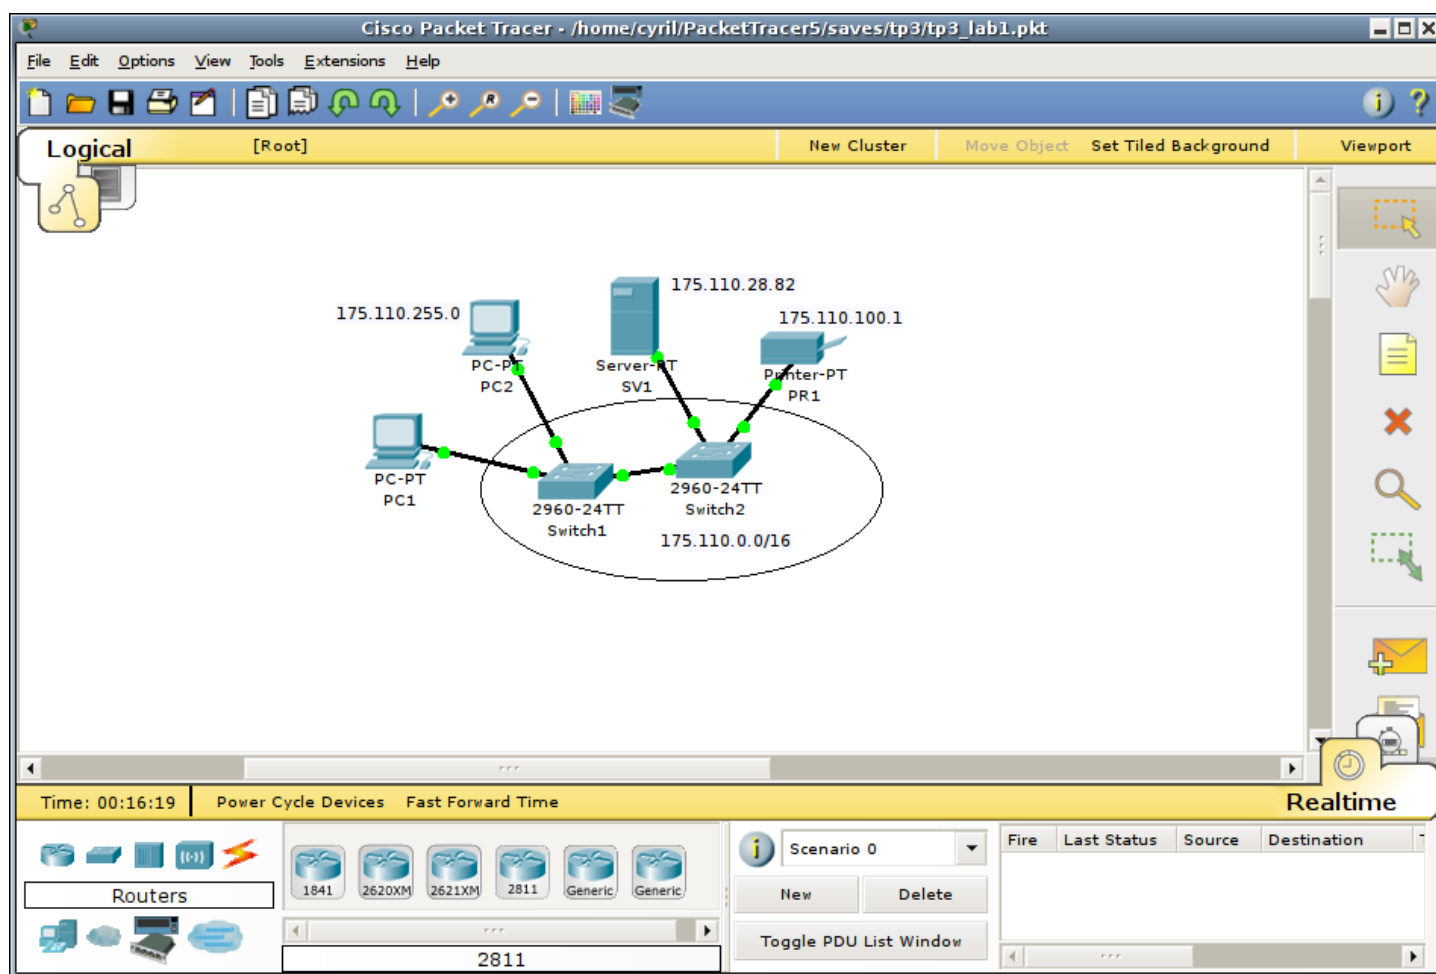 Cisco Packet Tracer - /home/cyril/PacketTracer5/saves/tp3/tp3_lab1.pkt
File Edit Options View Tools Extensions Help
Logical [Root] New Cluster Move Object Set Tiled Background Viewport
175.110.28.82
175.110.255.0
175.110.100.1
PC-PT
PC2
Server-PT
SV1
Printer-PT
PR1
PC-PT
PC1
2960-24TT
Switch1
2960-24TT
Switch2
175.110.0.0/16
Time: 00:16:19 Power Cycle Devices Fast Forward Time Realtime
Routers
1841 2620XM 2621XM 2811 Generic Generic
2811
Scenario 0
New Delete
Toggle PDU List Window
Fire Last Status Source Destination